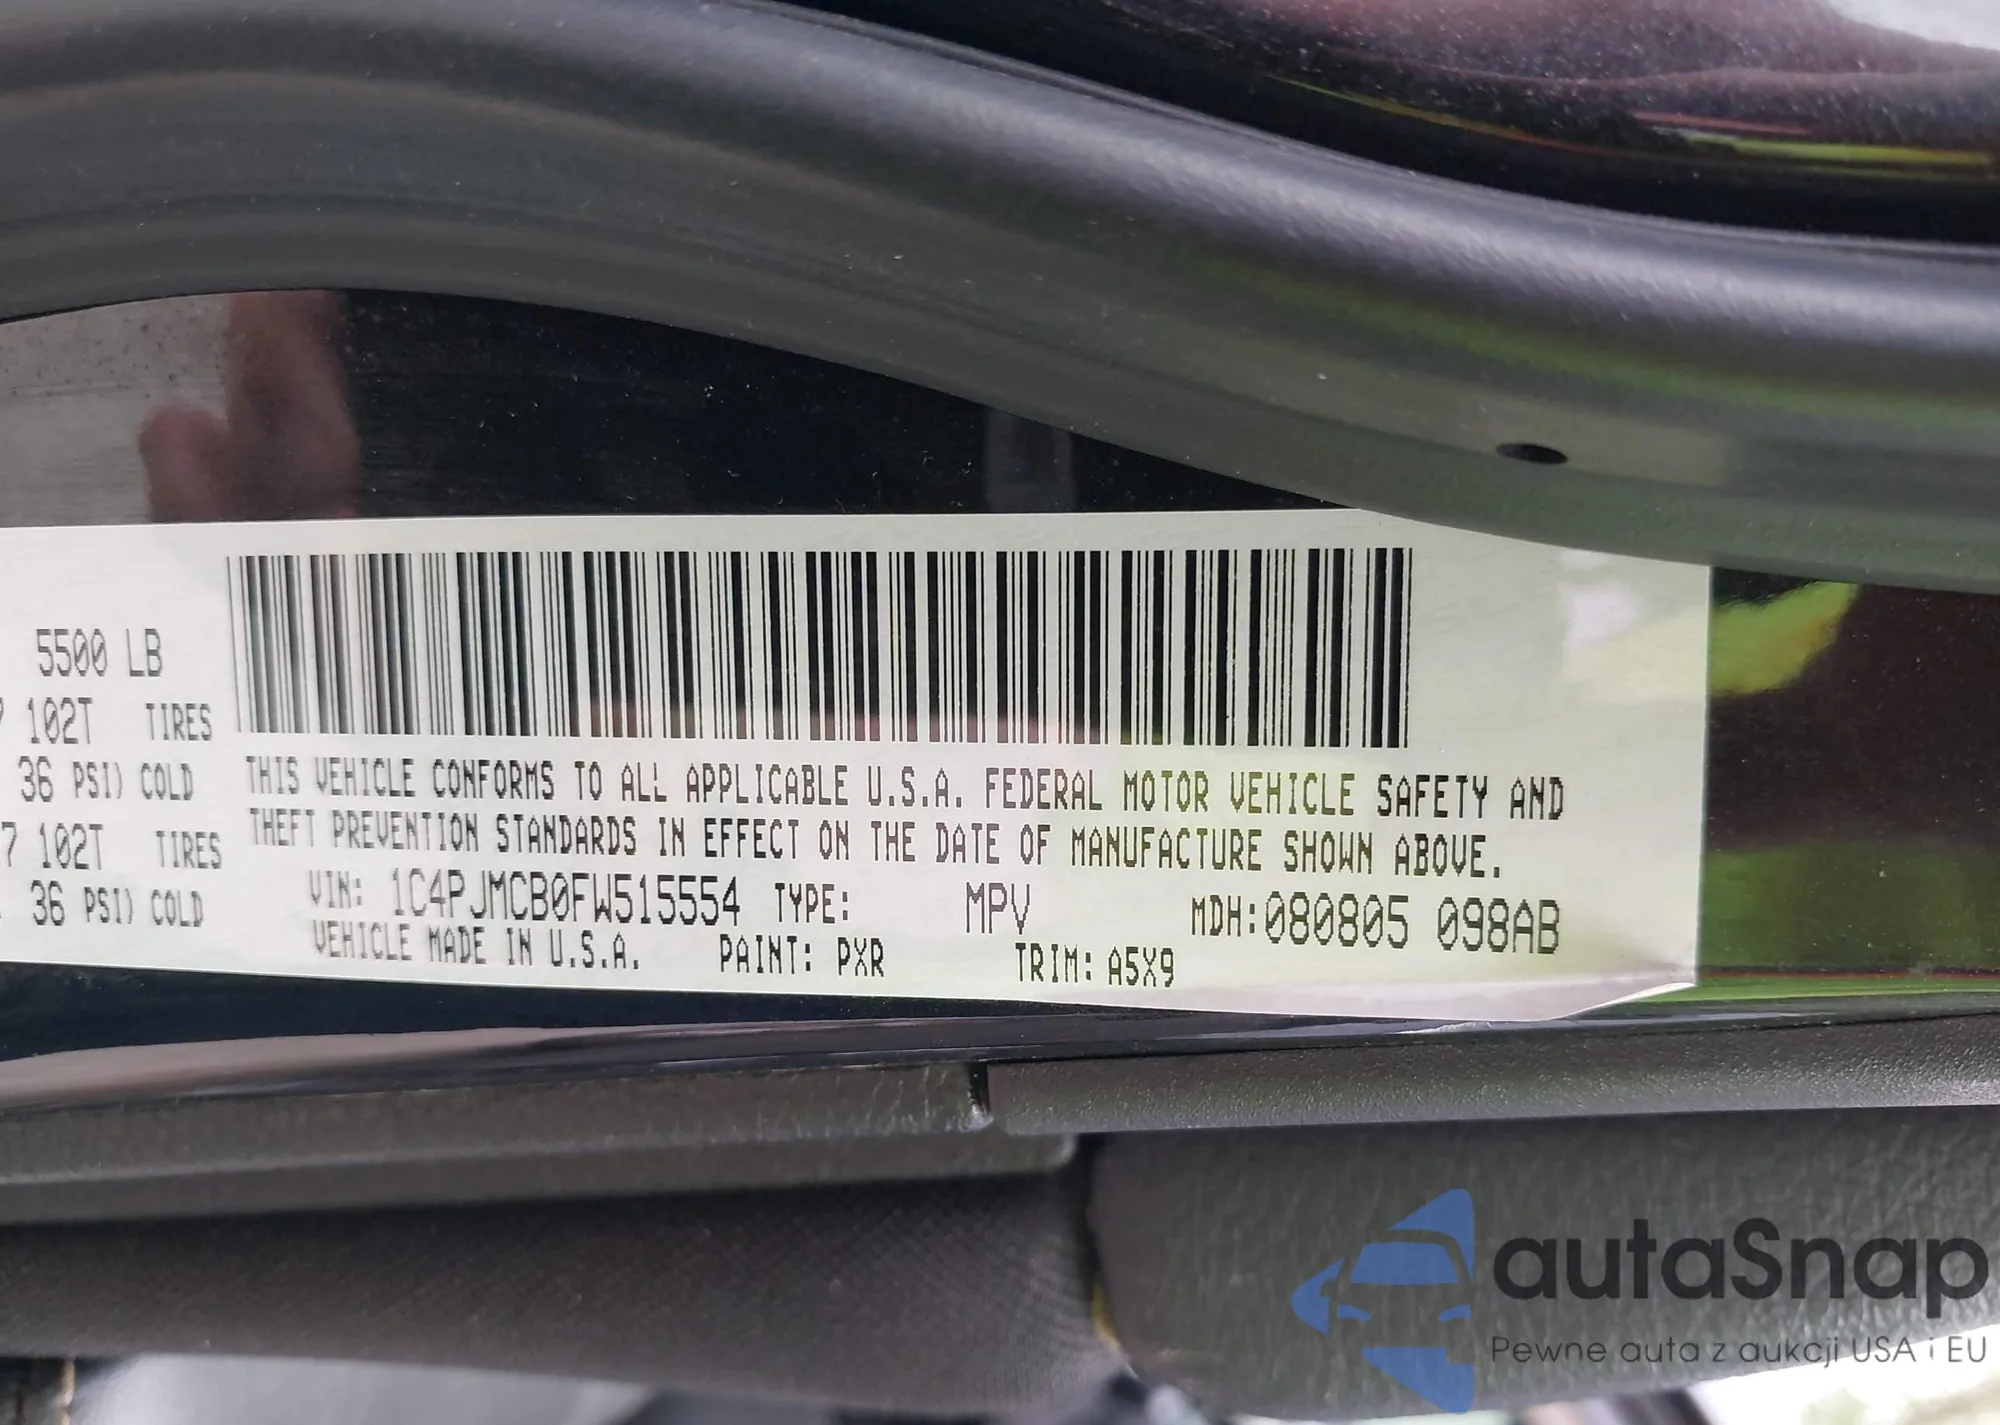 5500 LB
102T TIRES
36 PSI) COLD
7 102T TIRES
36 PSI) COLD
THIS VEHICLE CONFORMS TO ALL APPLICABLE U.S.A. FEDERAL MOTOR VEHICLE SAFETY AND
THEFT PREVENTION STANDARDS IN EFFECT ON THE DATE OF MANUFACTURE SHOWN ABOVE.
VIN: 1C4PJMCB0FW515554 TYPE: MPV MDH:080805 098AB
VEHICLE MADE IN U.S.A. PAINT: PXR TRIM: A5X9
autoSnap
Pewne auta z aukcji USA i EU